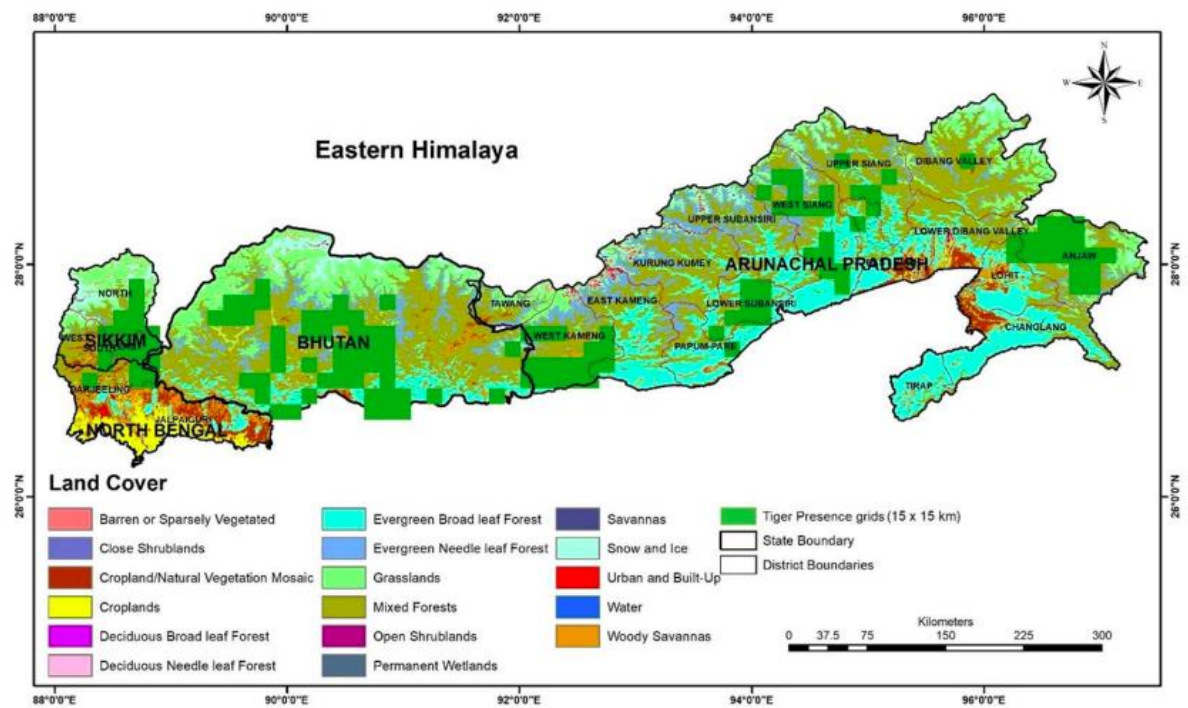 88°0'0"E 90°0'0"E 92°0'0"E 94°0'0"E 96°0'0"E
N
W E
S
Eastern Himalaya
UPPER SIANG
DIBANG VALLEY
WEST SIANG
UPPER SUBANSIRI
LOWER DIBANG VALLEY
ANJAW
28°0'0"N
KURUNG KUMEY
ARUNACHAL PRADESH
LOHIT
28°0'0"N
NORTH
TAWANG
EAST KAMENG
LOWER SUBANSIRI
CHANGLANG
WEST
SIKKIM
SOUTH
BHUTAN
WEST KAMENG
PAPUM-PARE
TIRAP
DARJEELING
JALPAIGURI
NORTH BENGAL
26°0'0"N
26°0'0"N
Land Cover
Barren or Sparsely Vegetated
Close Shrublands
Cropland/Natural Vegetation Mosaic
Croplands
Deciduous Broad leaf Forest
Deciduous Needle leaf Forest
Evergreen Broad leaf Forest
Evergreen Needle leaf Forest
Grasslands
Mixed Forests
Open Shrublands
Permanent Wetlands
Savannas
Snow and Ice
Urban and Built-Up
Water
Woody Savannas
Tiger Presence grids (15 x 15 km)
State Boundary
District Boundaries
Kilometers
0 37.5 75 150 225 300
88°0'0"E 90°0'0"E 92°0'0"E 94°0'0"E 96°0'0"E